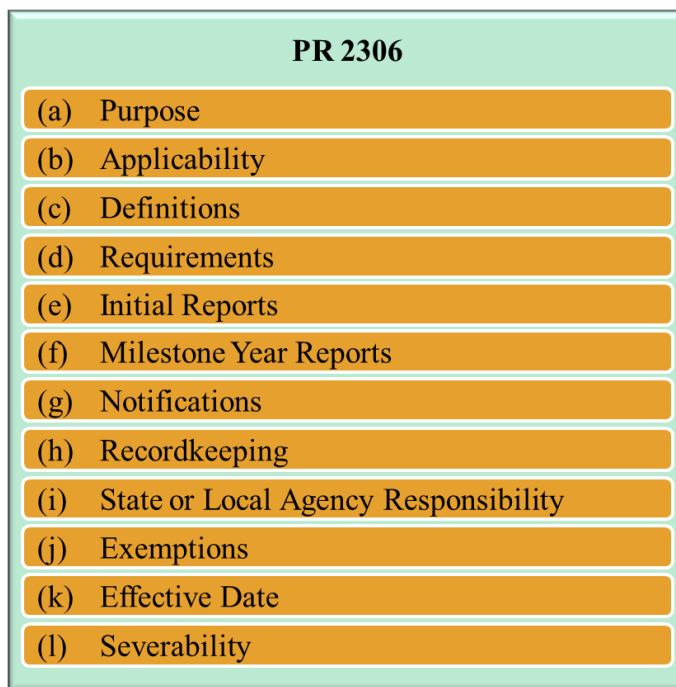 PR 2306
(a) Purpose
(b) Applicability
(c) Definitions
(d) Requirements
(e) Initial Reports
(f) Milestone Year Reports
(g) Notifications
(h) Recordkeeping
(i) State or Local Agency Responsibility
(j) Exemptions
(k) Effective Date
(l) Severability